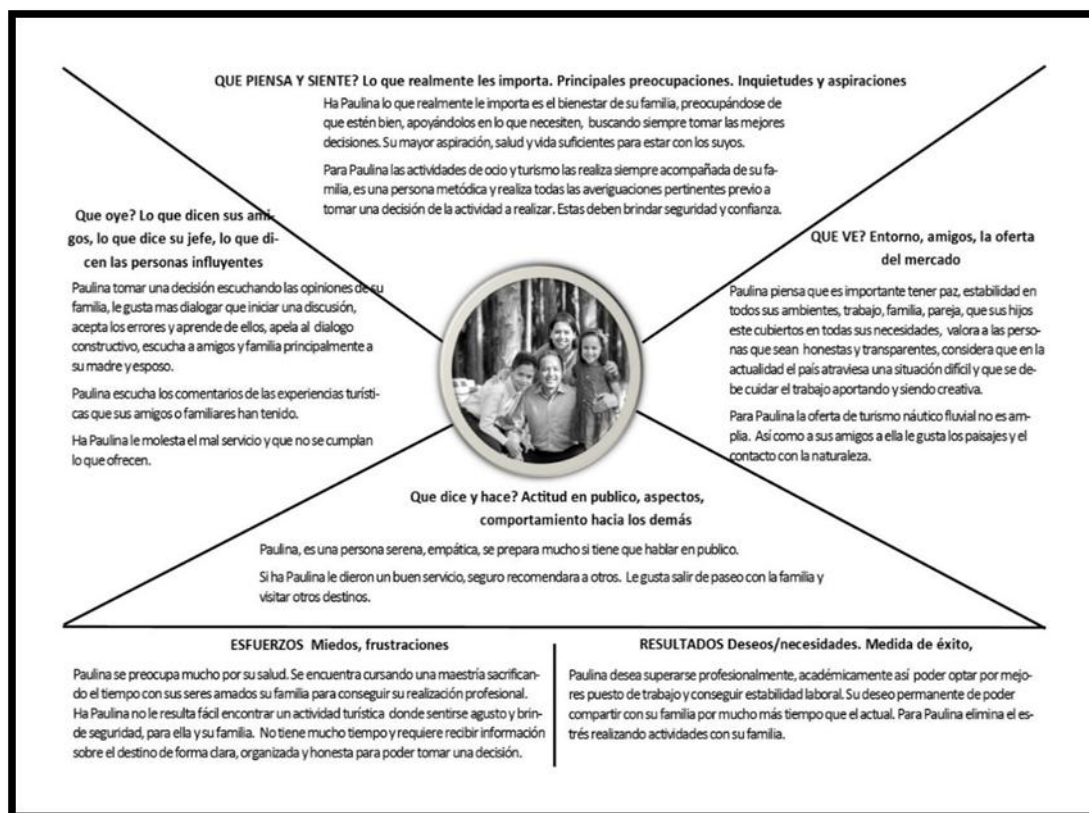 QUE PIENSA Y SIENTE? Lo que realmente les importa. Principales preocupaciones. Inquietudes y aspiraciones
Ha Paulina lo que realmente le importa es el bienestar de su familia, preocupándose de
que estén bien, apoyándolos en lo que necesiten, buscando siempre tomar las mejores
decisiones. Su mayor aspiración, salud y vida suficientes para estar con los suyos.
Para Paulina las actividades de ocio y turismo las realiza siempre acompañada de su fa-
milia, es una persona metódica y realiza todas las averiguaciones pertinentes previo a
tomar una decisión de la actividad a realizar. Estas deben brindar seguridad y confianza.
Que oye? Lo que dicen sus ami-
gos, lo que dice su jefe, lo que di-
cen las personas influyentes
Paulina tomar una decisión escuchando las opiniones de su
familia, le gusta mas dialogar que iniciar una discusión,
acepta los errores y aprende de ellos, apela al dialogo
constructivo, escucha a amigos y familia principalmente a
su madre y esposo.
Paulina escucha los comentarios de las experiencias turísti-
cas que sus amigos o familiares han tenido.
Ha Paulina le molesta el mal servicio y que no se cumplan
lo que ofrecen.
QUE VE? Entorno, amigos, la oferta
del mercado
Paulina piensa que es importante tener paz, estabilidad en
todos sus ambientes, trabajo, familia, pareja, que sus hijos
este cubiertos en todas sus necesidades, valora a las perso-
nas que sean honestas y transparentes, considera que en la
actualidad el país atraviesa una situación difícil y que se de-
be cuidar el trabajo aportando y siendo creativa.
Para Paulina la oferta de turismo náutico fluvial no es am-
plia. Así como a sus amigos a ella le gusta los paisajes y el
contacto con la naturaleza.
Que dice y hace? Actitud en publico, aspectos,
comportamiento hacia los demás
Paulina, es una persona serena, empática, se prepara mucho si tiene que hablar en publico.
Si ha Paulina le dieron un buen servicio, seguro recomendara a otros. Le gusta salir de paseo con la familia y
visitar otros destinos.
ESFUERZOS Miedos, frustraciones
Paulina se preocupa mucho por su salud. Se encuentra cursando una maestría sacrifican-
do el tiempo con sus seres amados su familia para conseguir su realización profesional.
Ha Paulina no le resulta fácil encontrar un actividad turística donde sentirse agusto y brin-
de seguridad, para ella y su familia. No tiene mucho tiempo y requiere recibir información
sobre el destino de forma clara, organizada y honesta para poder tomar una decisión.
RESULTADOS Deseos/necesidades. Medida de éxito,
Paulina desea superarse profesionalmente, académicamente así poder optar por mejo-
res puesto de trabajo y conseguir estabilidad laboral. Su deseo permanente de poder
compartir con su familia por mucho más tiempo que el actual. Para Paulina elimina el es-
trés realizando actividades con su familia.